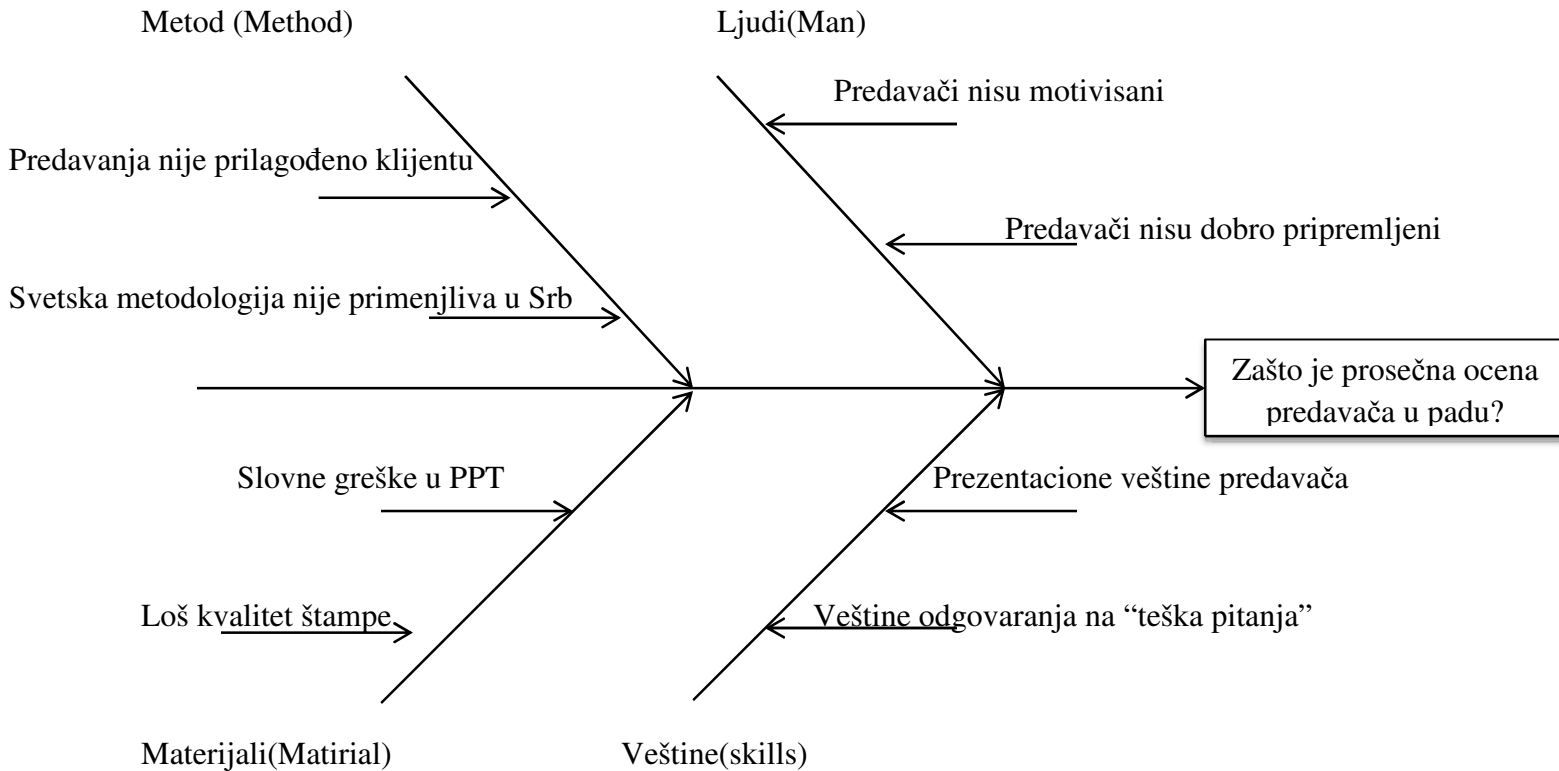 Metod (Method)
Ljudi(Man)
Predavači nisu motivisani
Predavanja nije prilagođeno klijentu
Predavači nisu dobro pripremljeni
Svetska metodologija nije primenjliva u Srb
Zašto je prosečna ocena
predavača u padu?
Slovne greške u PPT
Prezentacione veštine predavača
Loš kvalitet štampe
Veštine odgovaranja na “teška pitanja”
Materijali(Matirial)
Veštine(skills)